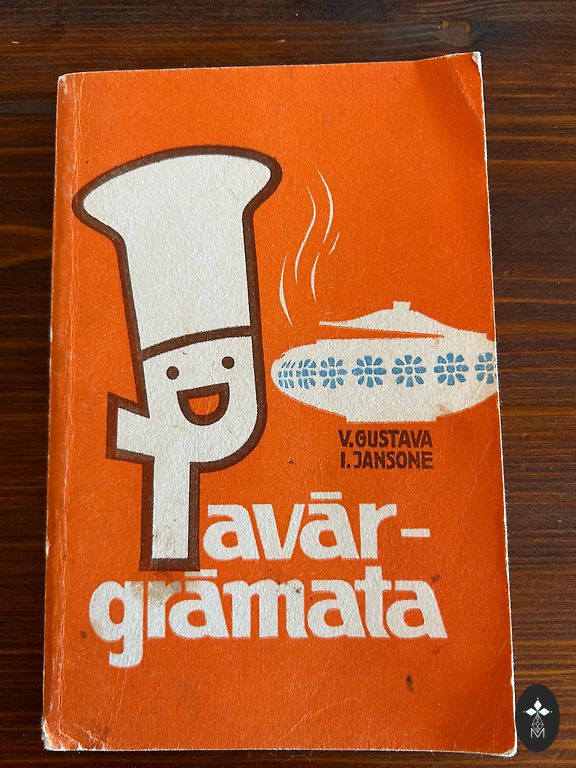 V. GUSTAVA
I. JANSONE
Pavār-
grāmata
M